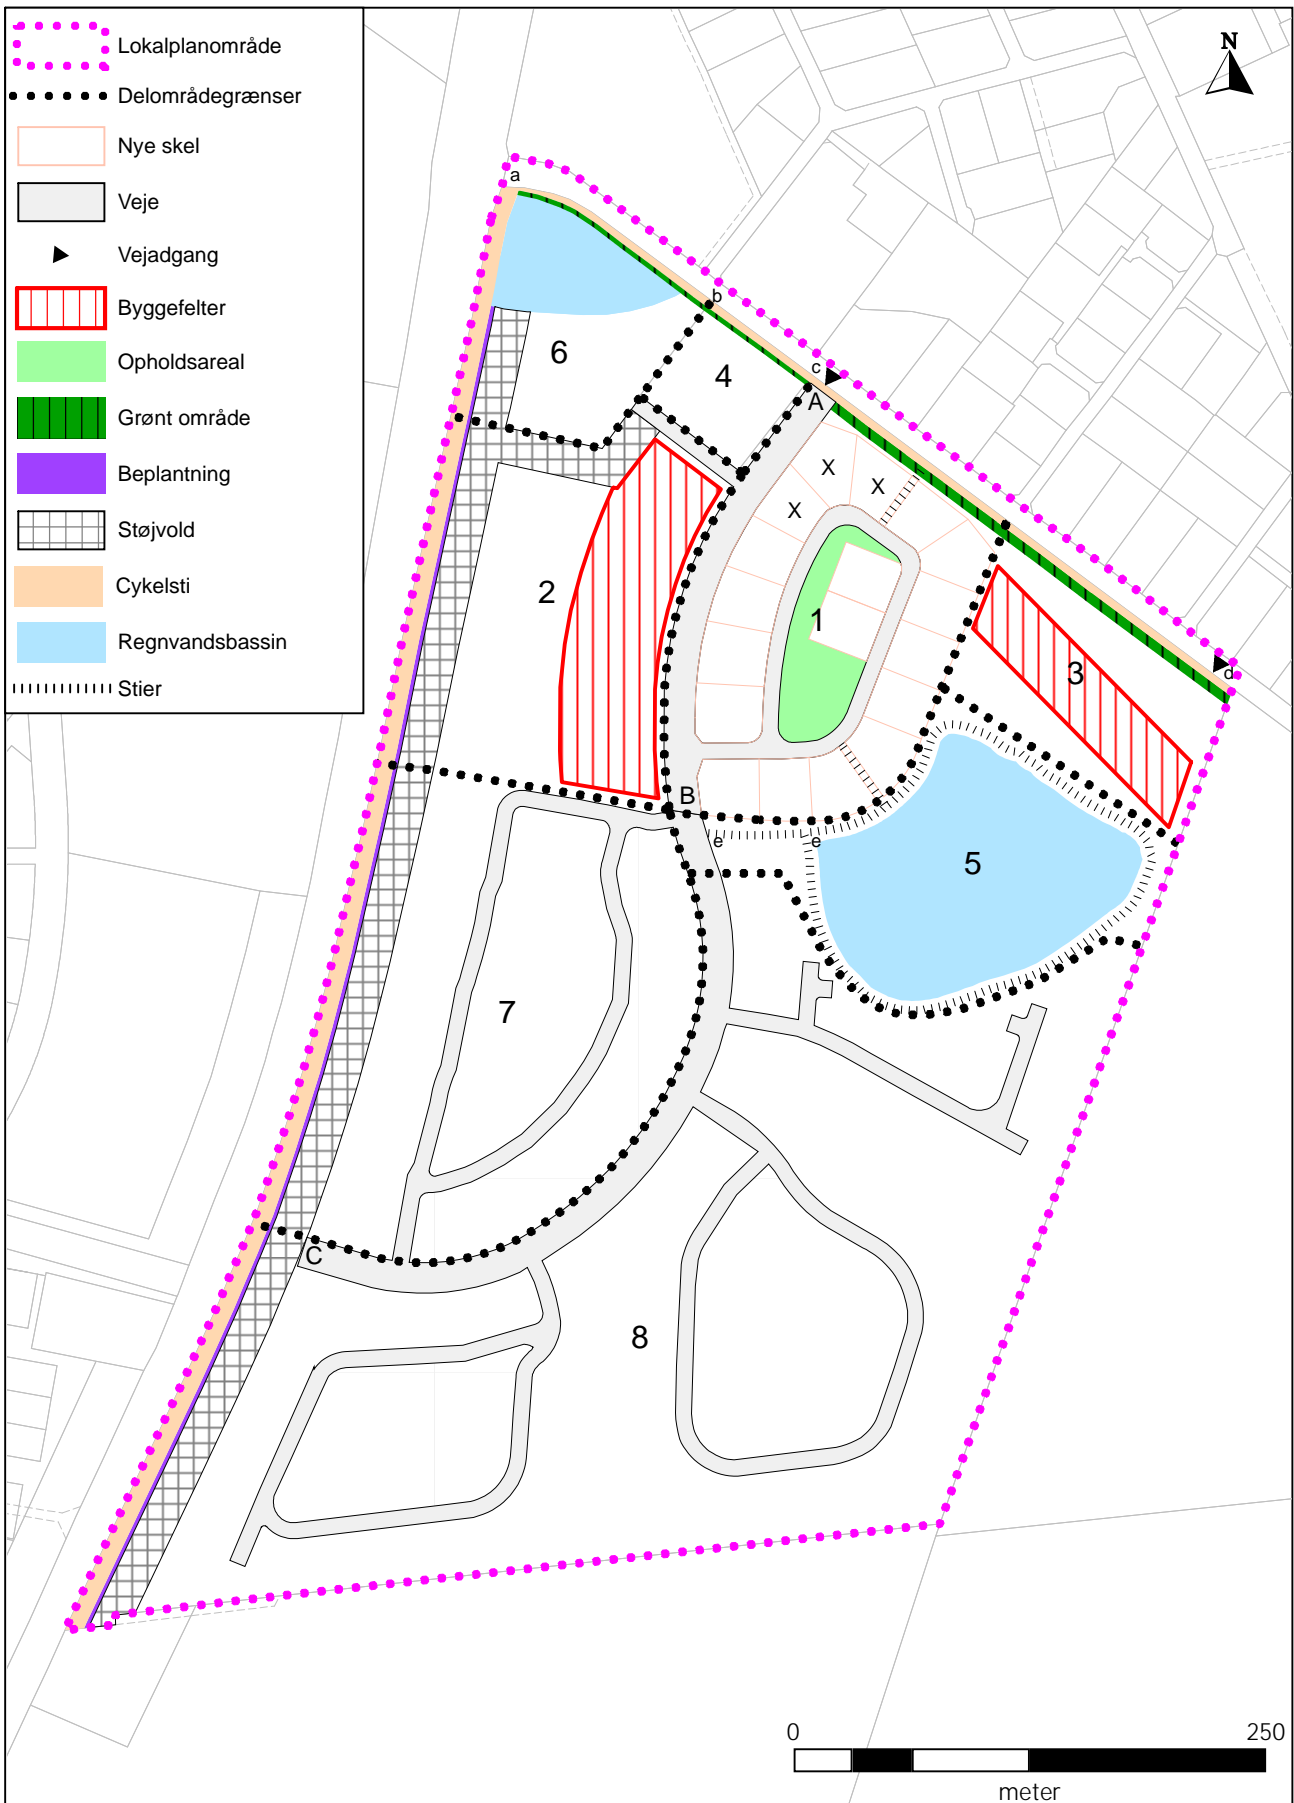 Lokalplanområde
Delområdegrænser
Nye skel
Veje
Vejadgang
Byggefelter
Opholdsareal
Grønt område
Beplantning
Støjvold
Cykelsti
Regnvandsbassin
Stier
N
a
b
c
A
6
4
X
X
X
2
1
3
d
B
e
e
5
7
C
8
0 250
meter